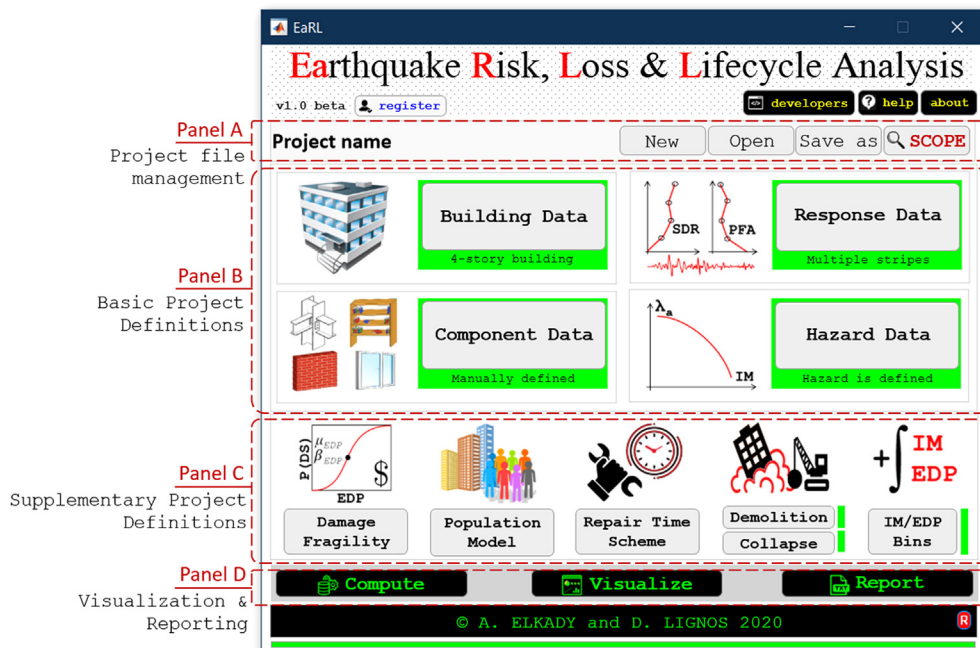 EaRL
Earthquake Risk, Loss & Lifecycle Analysis
v1.0 beta register developers help about
Panel A
Project file
management
Project name New Open Save as SCOPE
Panel B
Basic Project
Definitions
Building Data
4-story building
SDR PFA
Response Data
Multiple stripes
Component Data
Manually defined
λa
IM
Hazard Data
Hazard is defined
Panel C
Supplementary Project
Definitions
P(DS)
μEDP
βEDP
$
EDP
+∫ IM
EDP
Damage
Fragility
Population
Model
Repair Time
Scheme
Demolition
Collapse
IM/EDP
Bins
Panel D
Visualization &
Reporting
Compute Visualize Report
© A. ELKADY and D. LIGNOS 2020
R